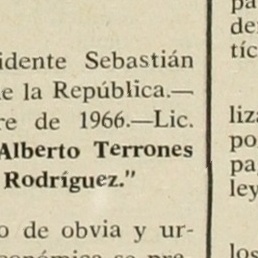 idente Sebastián
e la República.—
re de 1966.—Lic.
Alberto Terrones
Rodríguez."
o de obvia y ur-
pa
de
tíc
liza
po
pa
ley
los